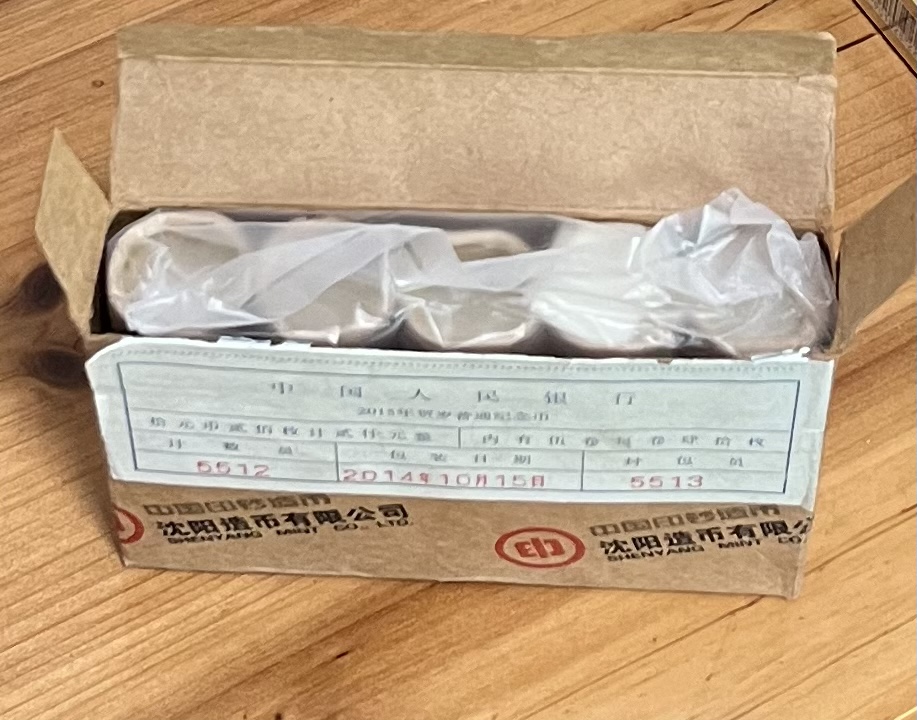 中国人民银行
2015年贺岁普通纪念币
拾元币贰佰枚计贰仟元整 内有伍卷每卷肆拾枚
计数员 包装日期 封包员
5512 2014年10月15日 5513
中国印钞造币 中国印钞造币
沈阳造币有限公司 沈阳造币有限公
SHENYANG MINT CO., LTD. SHENYANG MINT CO